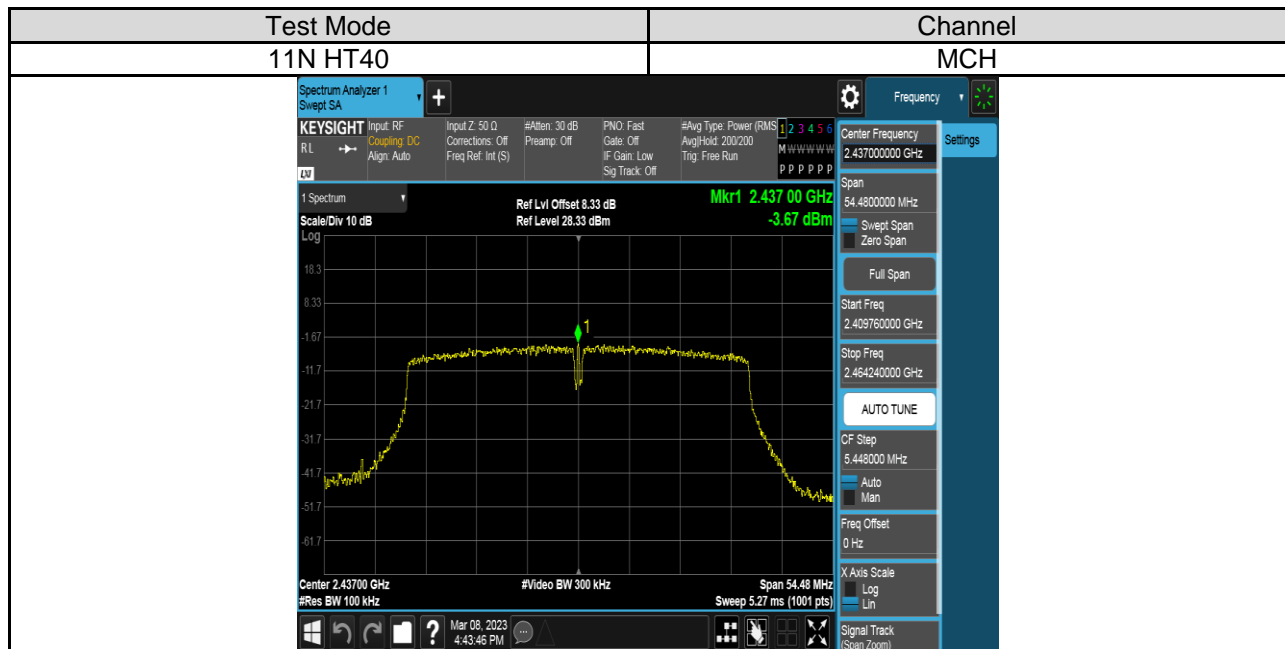 Test Mode Channel
11N HT40 MCH
Spectrum Analyzer 1
Swept SA
+
Frequency
KEYSIGHT
RL
LXI
Input: RF
Coupling: DC
Align: Auto
Input Z: 50 Ω
Corrections: Off
Freq Ref: Int (S)
#Atten: 30 dB
Preamp: Off
PNO: Fast
Gate: Off
IF Gain: Low
Sig Track: Off
#Avg Type: Power (RMS
Avg|Hold: 200/200
Trig: Free Run
1 2 3 4 5 6
M W W W W W
P P P P P P
1 Spectrum
Scale/Div 10 dB
Log
Ref Lvl Offset 8.33 dB
Ref Level 28.33 dBm
Mkr1 2.437 00 GHz
-3.67 dBm
18.3
8.33
-1.67
-11.7
-21.7
-31.7
-41.7
-51.7
-61.7
1
Center 2.43700 GHz
#Res BW 100 kHz
#Video BW 300 kHz
Span 54.48 MHz
Sweep 5.27 ms (1001 pts)
Center Frequency
2.437000000 GHz
Settings
Span
54.4800000 MHz
Swept Span
Zero Span
Full Span
Start Freq
2.409760000 GHz
Stop Freq
2.464240000 GHz
AUTO TUNE
CF Step
5.448000 MHz
Auto
Man
Freq Offset
0 Hz
X Axis Scale
Log
Lin
Signal Track
(Span Zoom)
?
Mar 08, 2023
4:43:46 PM